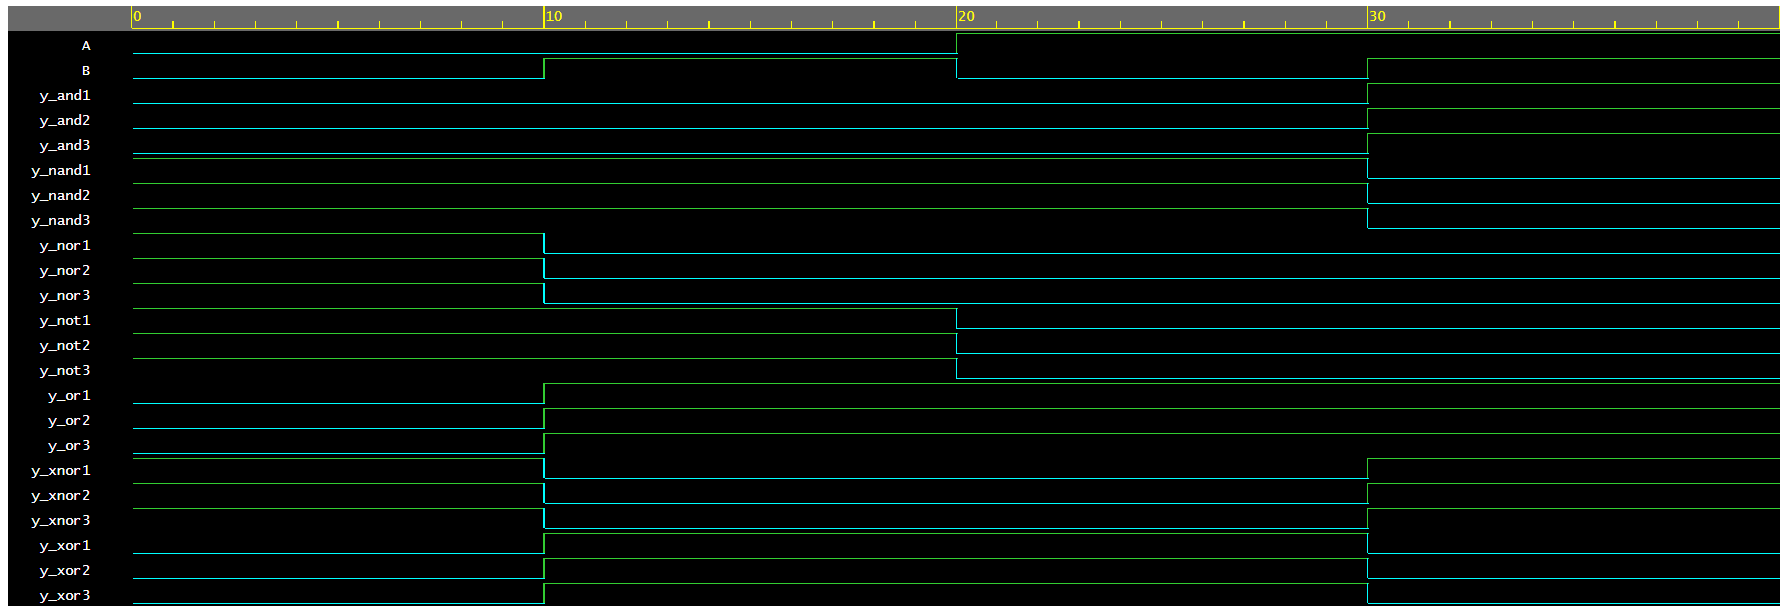 0 10 20 30
A
B
y_and1
y_and2
y_and3
y_nand1
y_nand2
y_nand3
y_nor1
y_nor2
y_nor3
y_not1
y_not2
y_not3
y_or1
y_or2
y_or3
y_xnor1
y_xnor2
y_xnor3
y_xor1
y_xor2
y_xor3